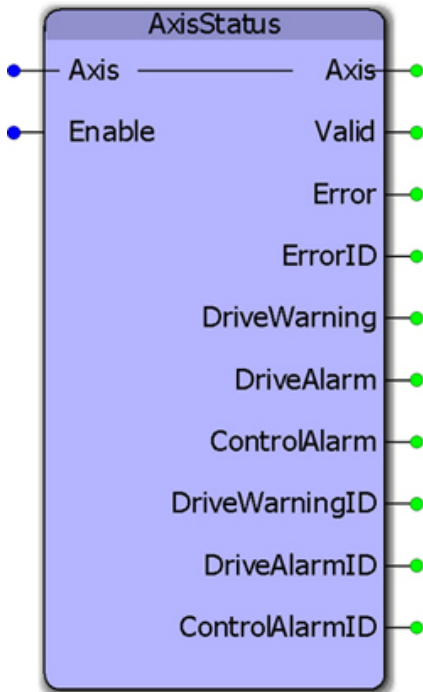 AxisStatus
Axis Axis
Enable Valid
Error
ErrorID
DriveWarning
DriveAlarm
ControlAlarm
DriveWarningID
DriveAlarmID
ControlAlarmID